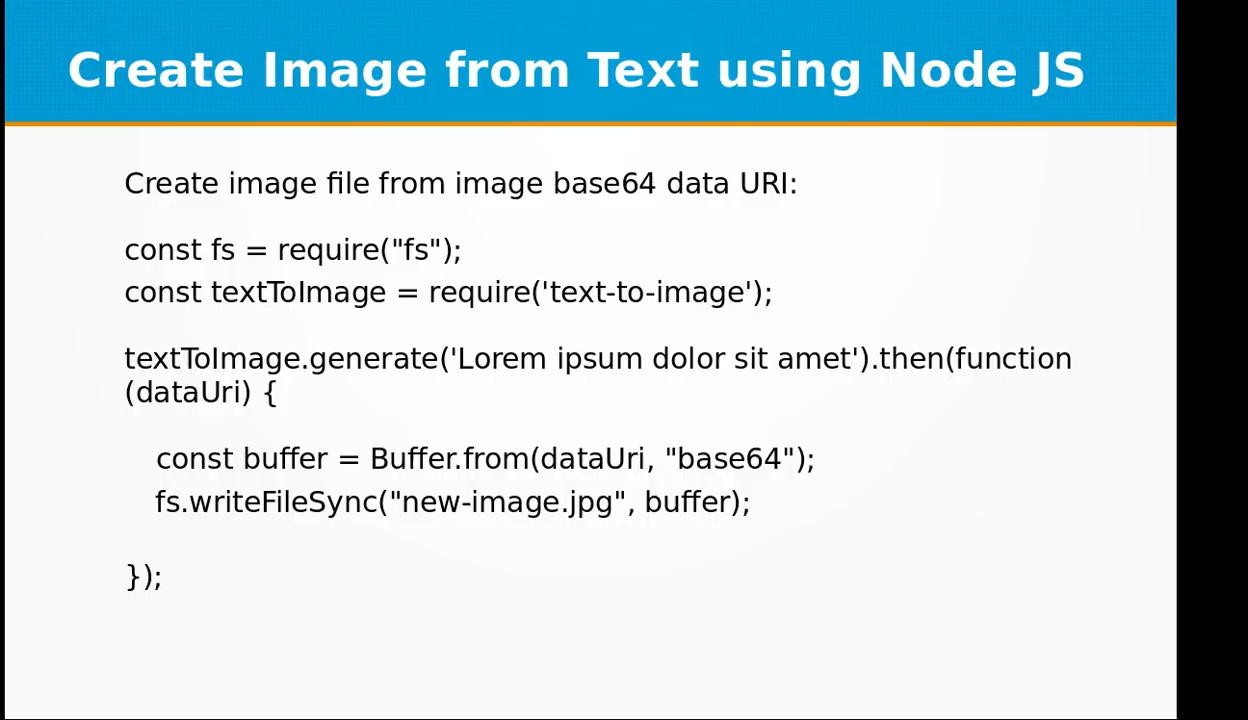 Create Image from Text using Node JS
Create image file from image base64 data URI:
const fs = require("fs");
const textToImage = require('text-to-image');
textToImage.generate('Lorem ipsum dolor sit amet').then(function
(dataUri) {
const buffer = Buffer.from(dataUri, "base64");
fs.writeFileSync("new-image.jpg", buffer);
});